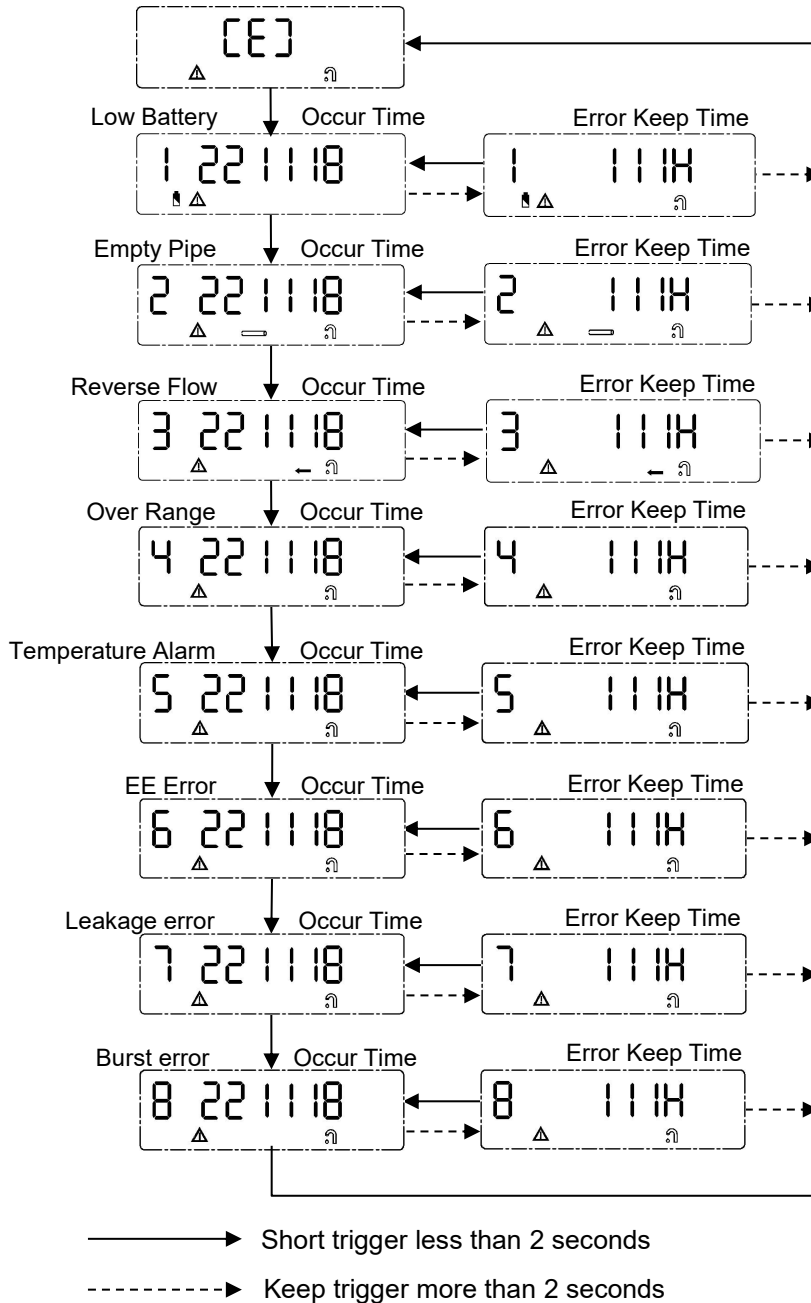 [E]
Low Battery Occur Time Error Keep Time
1 221118 1 111H
Empty Pipe Occur Time Error Keep Time
2 221118 2 111H
Reverse Flow Occur Time Error Keep Time
3 221118 3 111H
Over Range Occur Time Error Keep Time
4 221118 4 111H
Temperature Alarm Occur Time Error Keep Time
5 221118 5 111H
EE Error Occur Time Error Keep Time
6 221118 6 111H
Leakage error Occur Time Error Keep Time
7 221118 7 111H
Burst error Occur Time Error Keep Time
8 221118 8 111H
Short trigger less than 2 seconds
Keep trigger more than 2 seconds